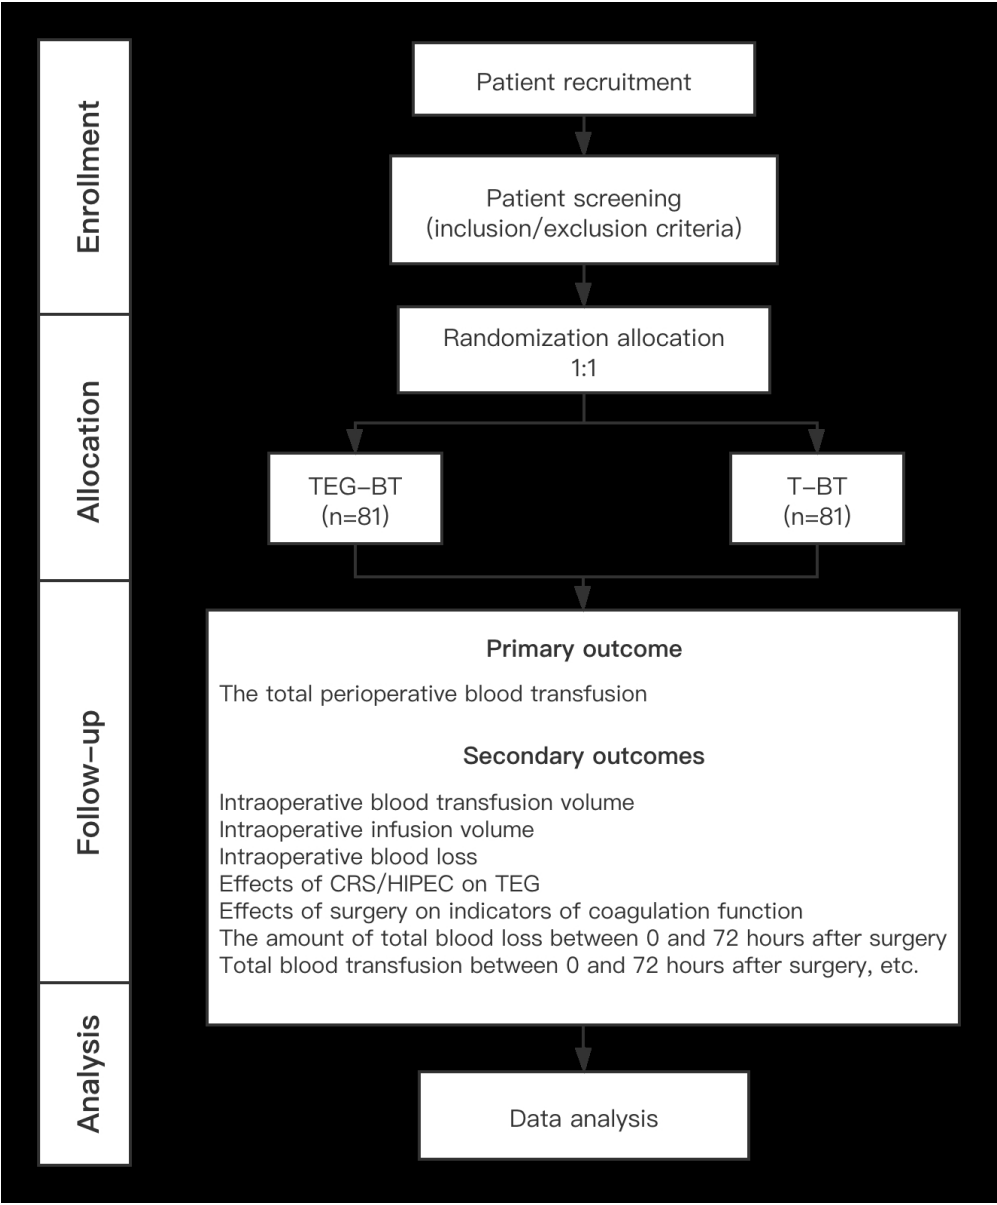 Enrollment
Patient recruitment
Patient screening
(inclusion/exclusion criteria)
Allocation
Randomization allocation
1:1
TEG–BT
(n=81)
T–BT
(n=81)
Follow–up
Primary outcome
The total perioperative blood transfusion
Secondary outcomes
Intraoperative blood transfusion volume
Intraoperative infusion volume
Intraoperative blood loss
Effects of CRS/HIPEC on TEG
Effects of surgery on indicators of coagulation function
The amount of total blood loss between 0 and 72 hours after surgery
Total blood transfusion between 0 and 72 hours after surgery, etc.
Analysis
Data analysis